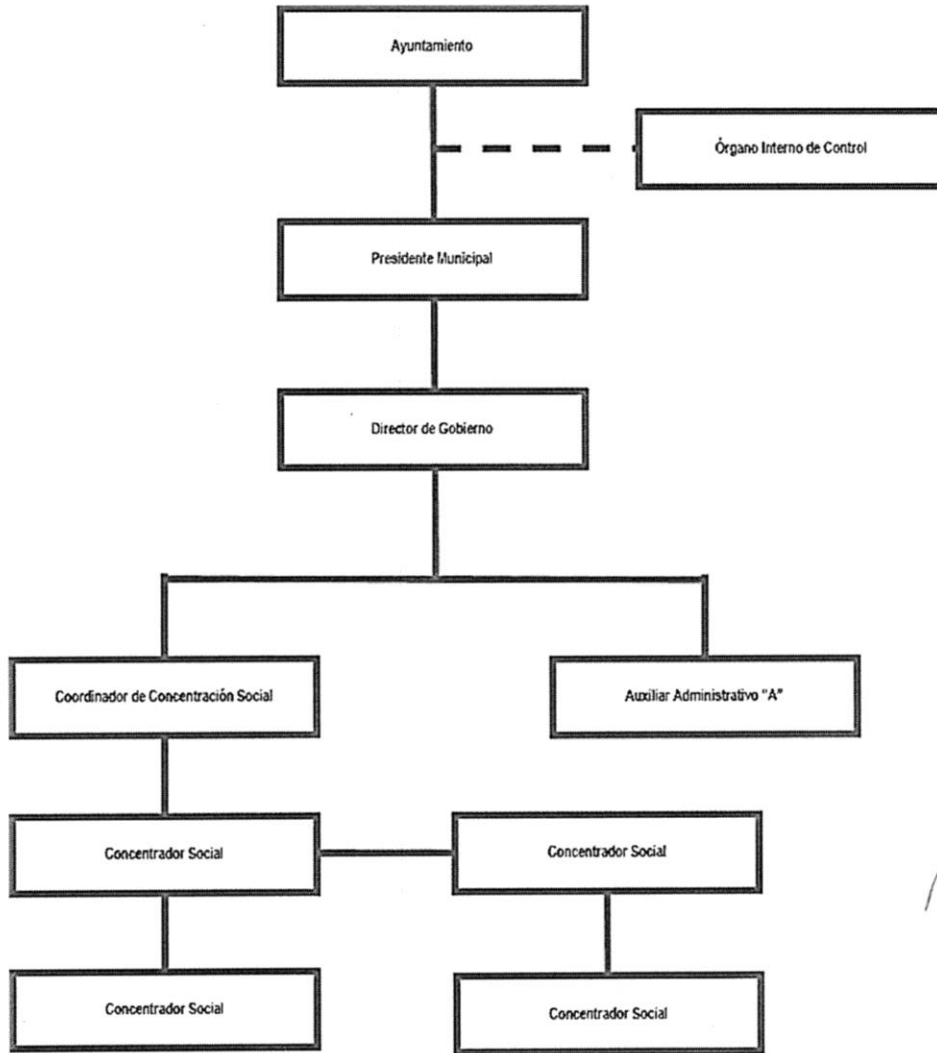 Ayuntamiento
Órgano Interno de Control
Presidente Municipal
Director de Gobierno
Coordinador de Concentración Social
Auxiliar Administrativo "A"
Concentrador Social
Concentrador Social
Concentrador Social
Concentrador Social